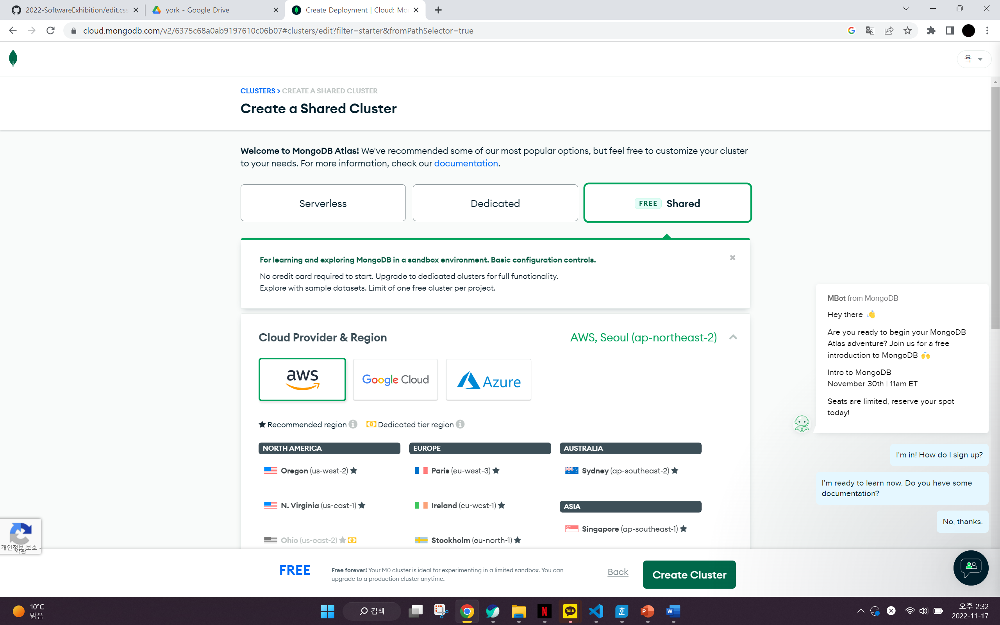 2022-SoftwareExhibition/edit.css
york - Google Drive
Create Deployment | Cloud: Mo
cloud.mongodb.com/v2/6375c68a0ab9197610c06b07#clusters/edit?filter=starter&fromPathSelector=true
욕
CLUSTERS > CREATE A SHARED CLUSTER
Create a Shared Cluster
Welcome to MongoDB Atlas! We've recommended some of our most popular options, but feel free to customize your cluster
to your needs. For more information, check our documentation.
Serverless
Dedicated
FREE Shared
For learning and exploring MongoDB in a sandbox environment. Basic configuration controls.
No credit card required to start. Upgrade to dedicated clusters for full functionality.
Explore with sample datasets. Limit of one free cluster per project.
Cloud Provider & Region
AWS, Seoul (ap-northeast-2)
aws
Google Cloud
Azure
★ Recommended region
Dedicated tier region
NORTH AMERICA
Oregon (us-west-2) ★
N. Virginia (us-east-1) ★
Ohio (us-east-2) ★
EUROPE
Paris (eu-west-3) ★
Ireland (eu-west-1) ★
Stockholm (eu-north-1) ★
AUSTRALIA
Sydney (ap-southeast-2) ★
ASIA
Singapore (ap-southeast-1) ★
MBot from MongoDB
Hey there 👋
Are you ready to begin your MongoDB
Atlas adventure? Join us for a free
introduction to MongoDB 🙌
Intro to MongoDB
November 30th | 11am ET
Seats are limited, reserve your spot
today!
I'm in! How do I sign up?
I'm ready to learn now. Do you have some
documentation?
No, thanks.
개인정보 보호 -
약관
FREE
Free forever! Your M0 cluster is ideal for experimenting in a limited sandbox. You can
upgrade to a production cluster anytime.
Back
Create Cluster
10°C
맑음
검색
N
TALK
흔
P
W
오후 2:32
2022-11-17